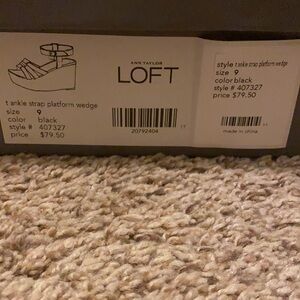 t ankle strap platform wedge
size 9
color black
style # 407327
price $79.50
ANN TAYLOR
LOFT
20792404
style t ankle strap platform wedge
size 9
color black
style # 407327
price $79.50
made in china